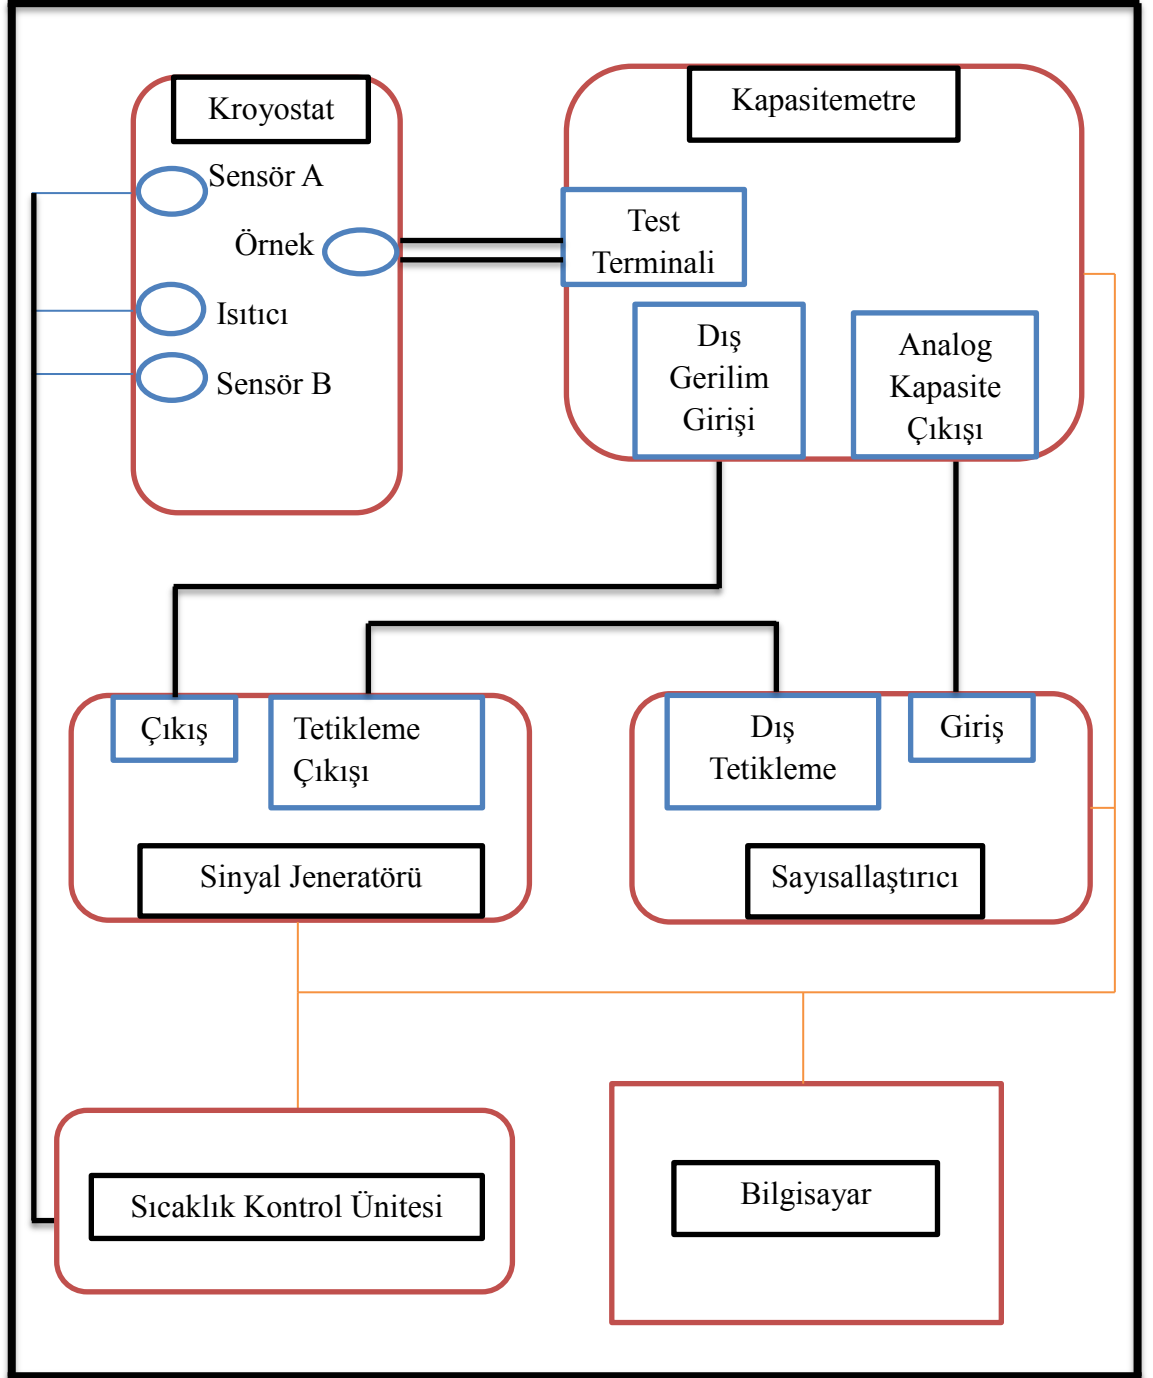 Kroyostat
Sensör A
Örnek
Isıtıcı
Sensör B
Kapasitemetre
Test
Terminali
Dış
Gerilim
Girişi
Analog
Kapasite
Çıkışı
Çıkış
Tetikleme
Çıkışı
Sinyal Jeneratörü
Dış
Tetikleme
Giriş
Sayısallaştırıcı
Sıcaklık Kontrol Ünitesi
Bilgisayar